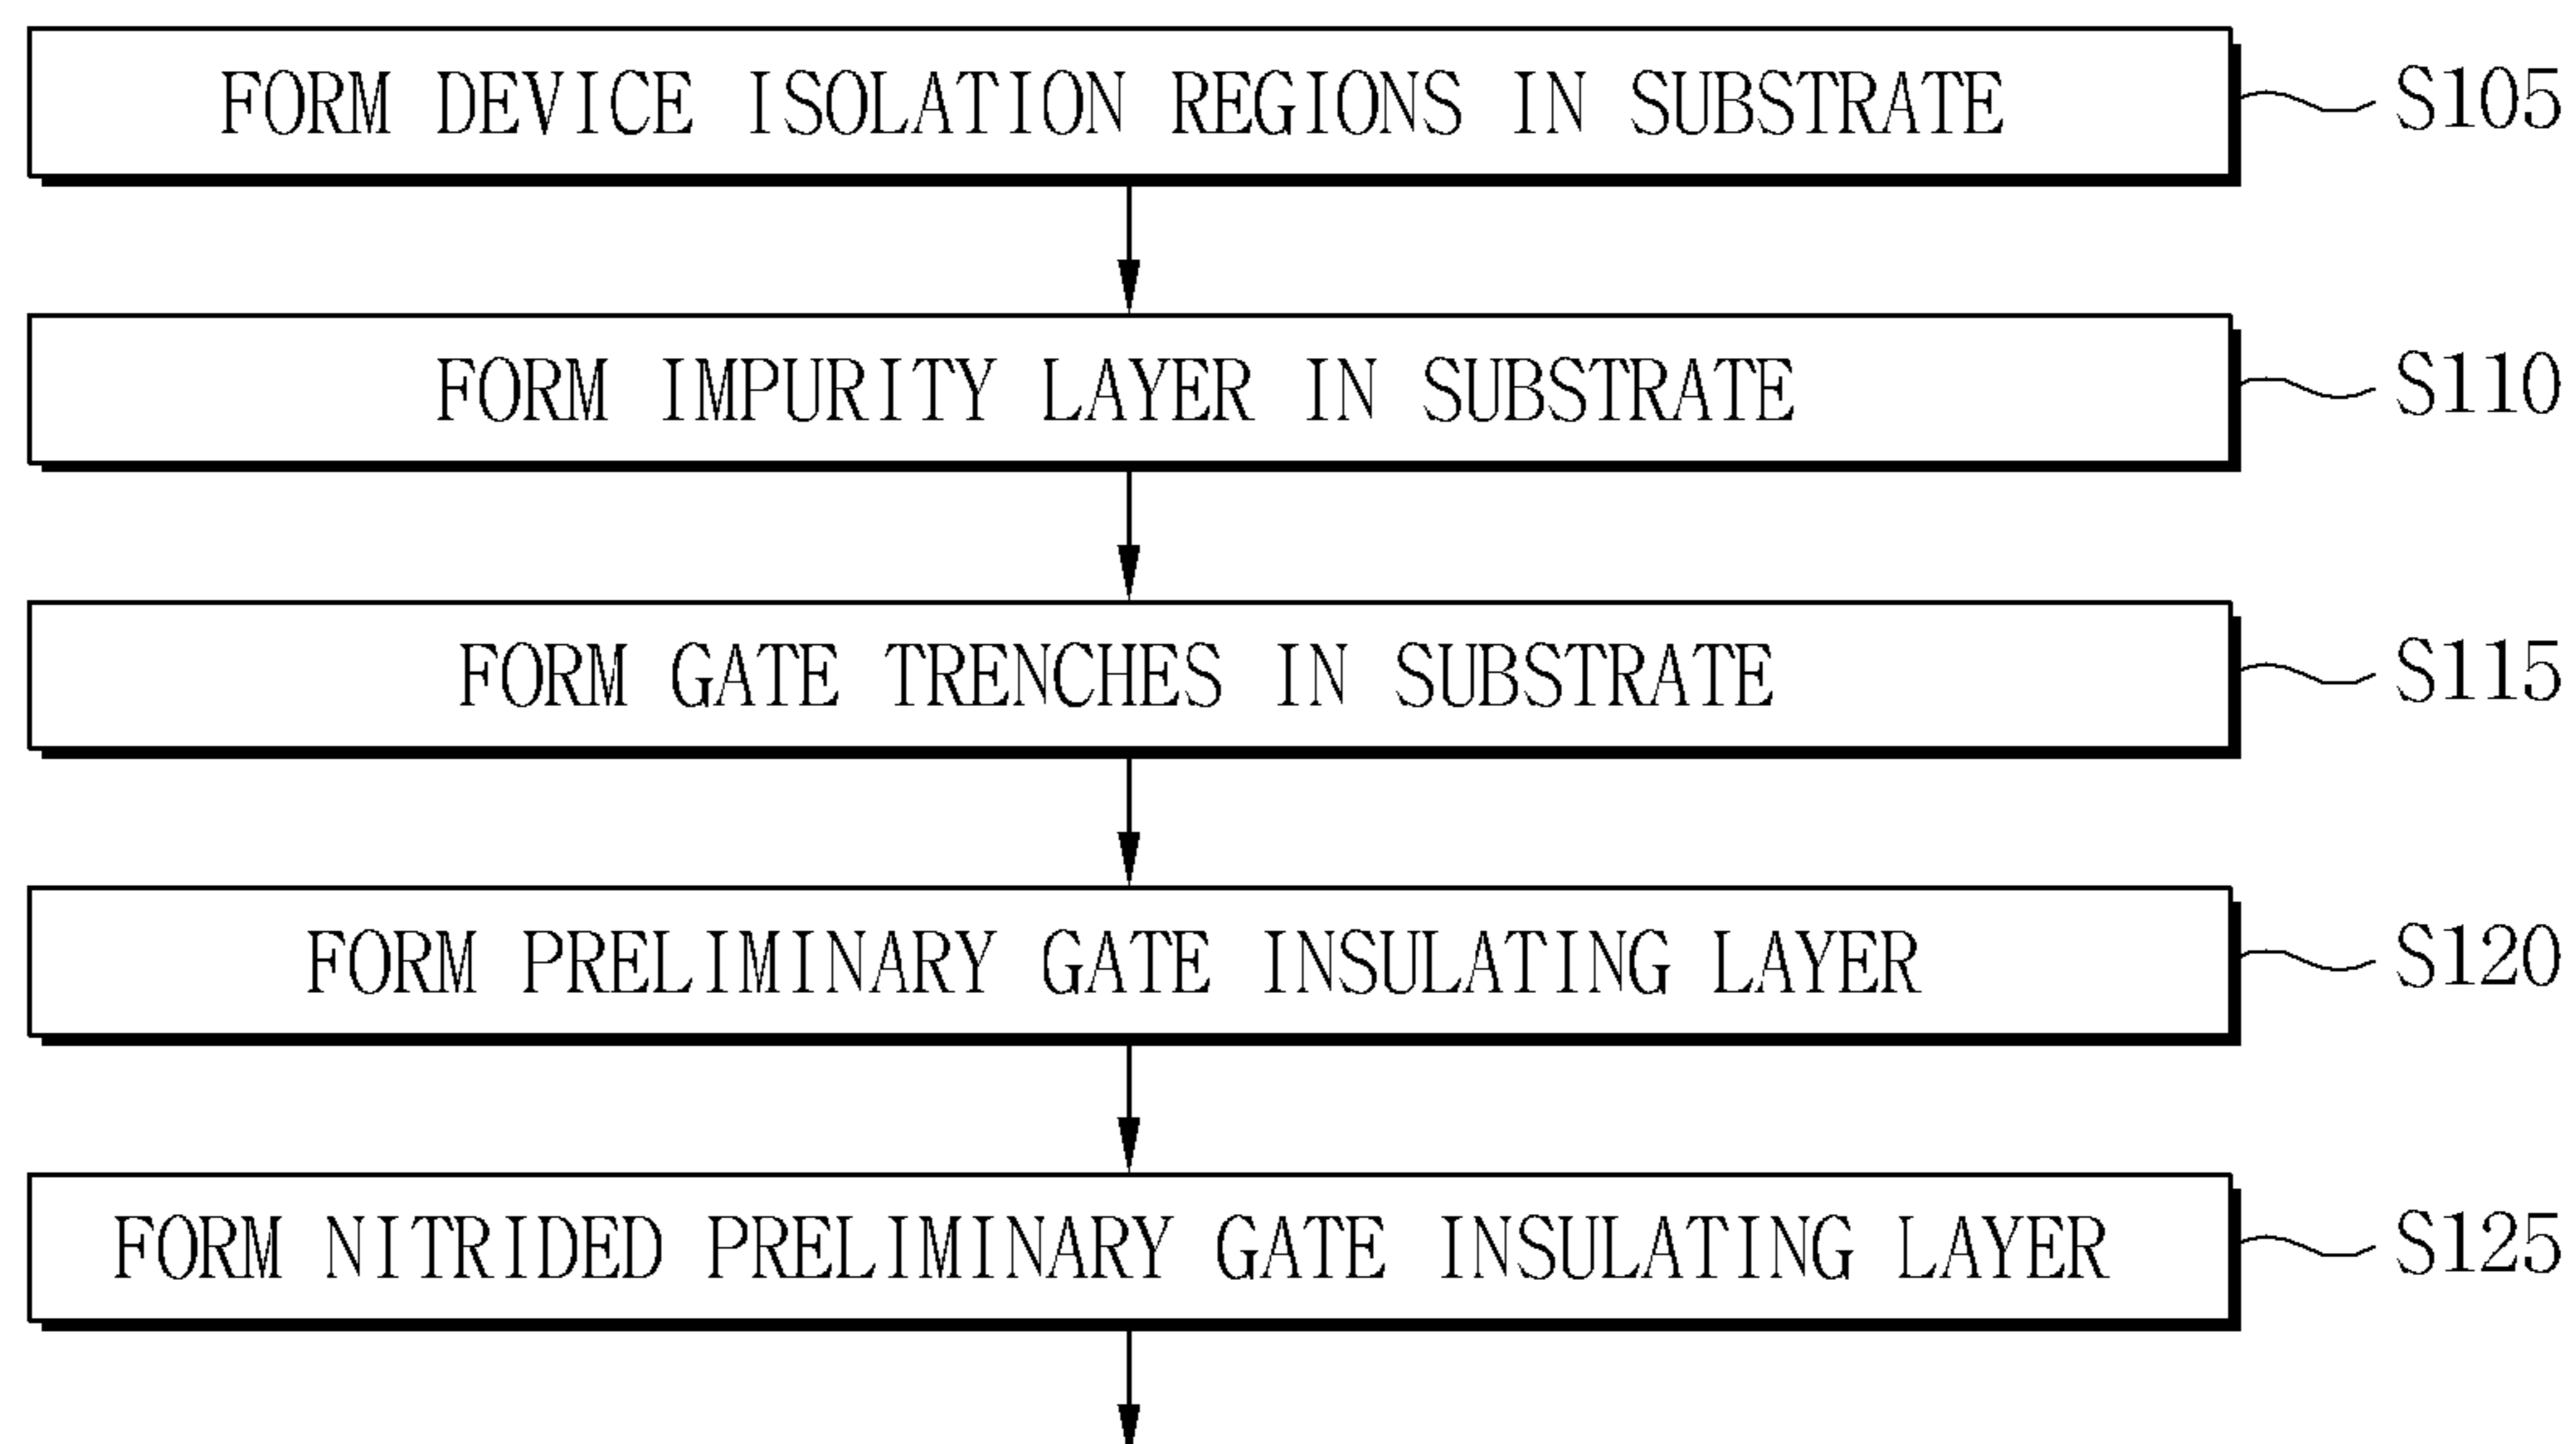 FORM DEVICE ISOLATION REGIONS IN SUBSTRATE S105
FORM IMPURITY LAYER IN SUBSTRATE S110
FORM GATE TRENCHES IN SUBSTRATE S115
FORM PRELIMINARY GATE INSULATING LAYER S120
FORM NITRIDED PRELIMINARY GATE INSULATING LAYER S125